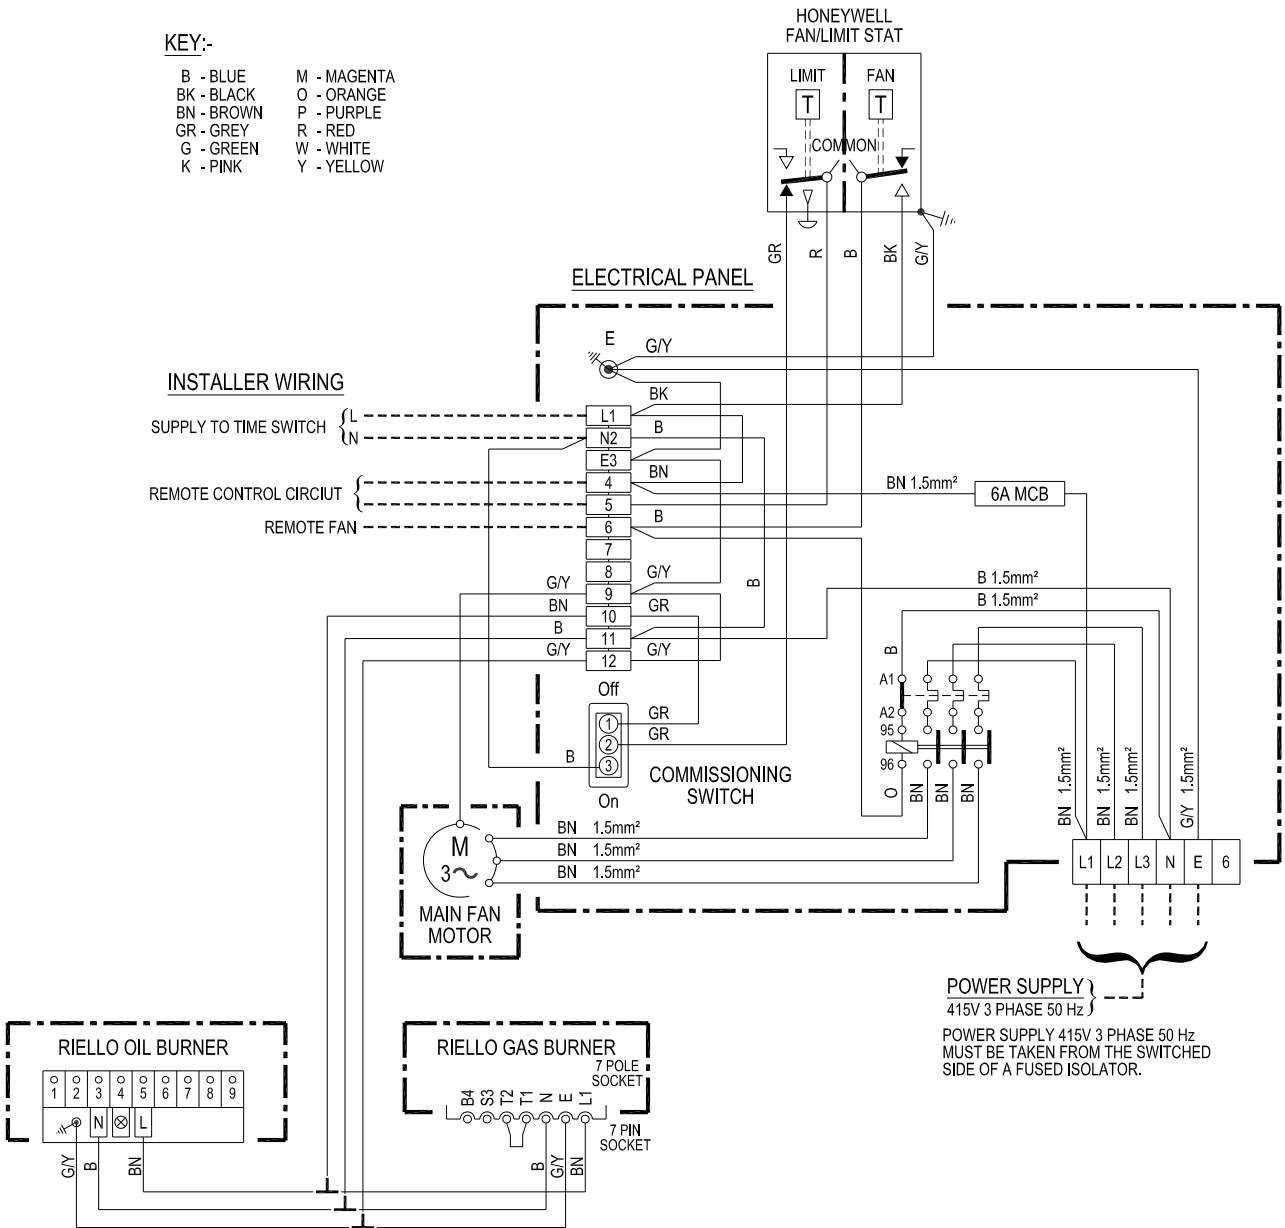 HONEYWELL
FAN/LIMIT STAT
KEY:-
B - BLUE
BK - BLACK
BN - BROWN
GR - GREY
G - GREEN
K - PINK
M - MAGENTA
O - ORANGE
P - PURPLE
R - RED
W - WHITE
Y - YELLOW
LIMIT
FAN
T
T
COMMON
GR
R
B
BK
G/Y
ELECTRICAL PANEL
E
G/Y
INSTALLER WIRING
BK
SUPPLY TO TIME SWITCH
L
N
L1
N2
E3
4
5
6
7
8
9
10
11
12
B
BN
REMOTE CONTROL CIRCIUT
REMOTE FAN
B
BN 1.5mm²
6A MCB
G/Y
B
G/Y
BN
B
G/Y
GR
G/Y
B 1.5mm²
B 1.5mm²
B
A1
A2
95
96
O
BN
BN
BN
Off
1
2
3
On
GR
GR
B
COMMISSIONING
SWITCH
BN 1.5mm²
BN 1.5mm²
BN 1.5mm²
G/Y 1.5mm²
M
3~
MAIN FAN
MOTOR
BN 1.5mm²
BN 1.5mm²
BN 1.5mm²
L1 L2 L3 N E 6
POWER SUPPLY
415V 3 PHASE 50 Hz
POWER SUPPLY 415V 3 PHASE 50 Hz
MUST BE TAKEN FROM THE SWITCHED
SIDE OF A FUSED ISOLATOR.
RIELLO OIL BURNER
1 2 3 4 5 6 7 8 9
N L
G/Y
B
BN
RIELLO GAS BURNER
7 POLE
SOCKET
B4 S3 T2 T1 N E L1
7 PIN
SOCKET
B
G/Y
BN